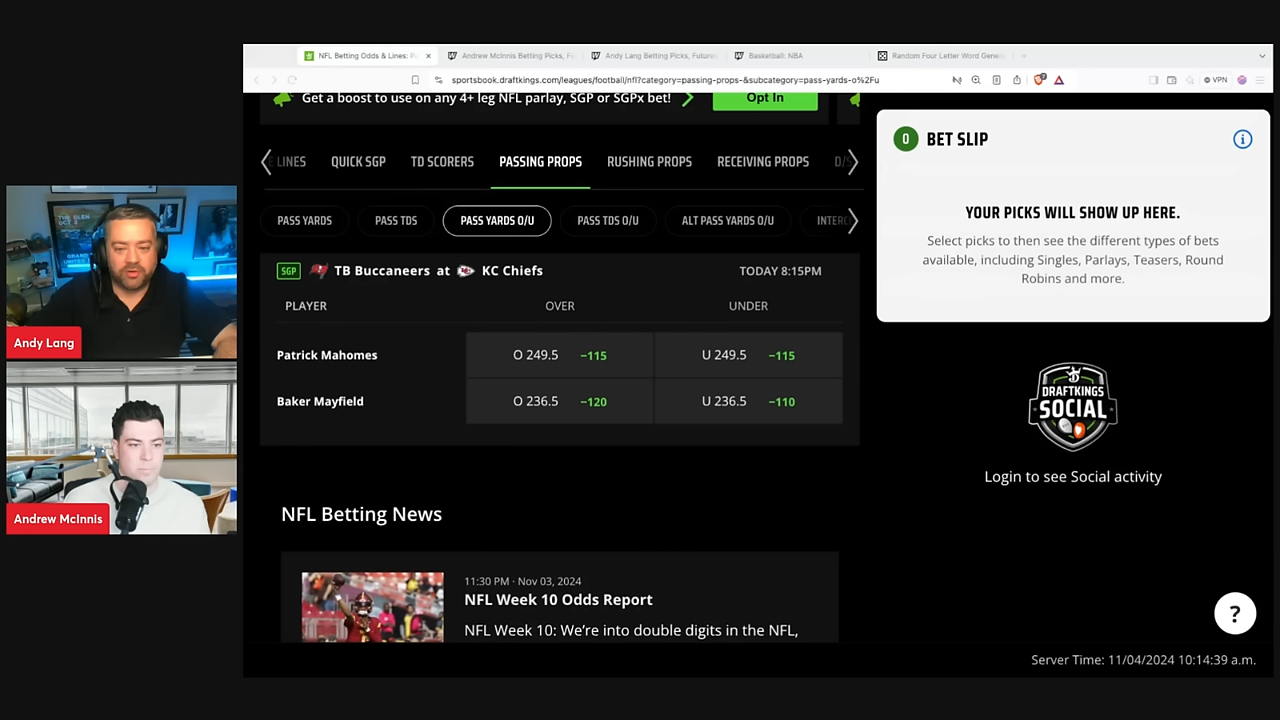 NFL Betting Odds & Lines: P
Andrew McInnis Betting Picks, F
Andy Lang Betting Picks, Future
Basketball: NBA
Random Four Letter Word Gene
sportsbook.draftkings.com/leagues/football/nfl?category=passing-props-&subcategory=pass-yards-o%2Fu
VPN
Get a boost to use on any 4+ leg NFL parlay, SGP or SGPx bet!
Opt In
LINES
QUICK SGP
TD SCORERS
PASSING PROPS
RUSHING PROPS
RECEIVING PROPS
D/
PASS YARDS
PASS TDS
PASS YARDS O/U
PASS TDS O/U
ALT PASS YARDS O/U
INTERC
SGP
TB Buccaneers at KC Chiefs
TODAY 8:15PM
PLAYER
OVER
UNDER
Patrick Mahomes
O 249.5 −115
U 249.5 −115
Baker Mayfield
O 236.5 −120
U 236.5 −110
NFL Betting News
11:30 PM · Nov 03, 2024
NFL Week 10 Odds Report
NFL Week 10: We’re into double digits in the NFL,
0
BET SLIP
YOUR PICKS WILL SHOW UP HERE.
Select picks to then see the different types of bets
available, including Singles, Parlays, Teasers, Round
Robins and more.
DRAFTKINGS
SOCIAL
Login to see Social activity
?
Server Time: 11/04/2024 10:14:39 a.m.
Andy Lang
Andrew McInnis